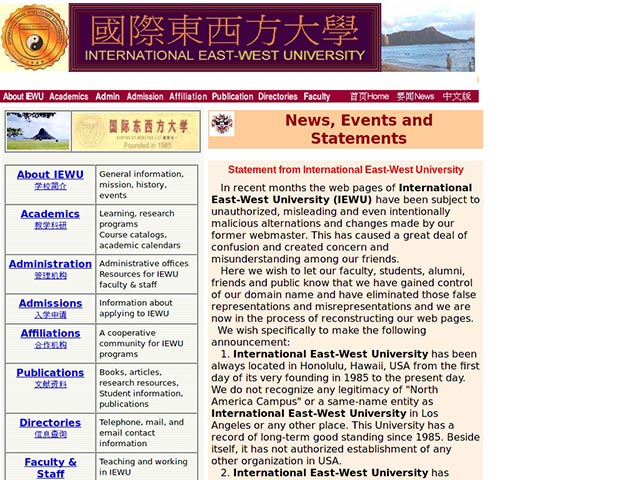 國際東西方大學
INTERNATIONAL EAST-WEST UNIVERSITY
About IEWU Academics Admin Admission Affiliation Publication Directories Faculty 首页Home 要闻News 中文版
国际东西方大学
Founded in 1985
News, Events and
Statements
About IEWU
学校简介
General information,
mission, history,
events
Academics
教学科研
Learning, research
programs
Course catalogs,
academic calendars
Administration
管理机构
Administrative offices
Resources for IEWU
faculty & staff
Admissions
入学申请
Information about
applying to IEWU
Affiliations
合作机构
A cooperative
community for IEWU
programs
Publications
文献资料
Books, articles,
research resources,
Student information,
publications
Directories
信息查询
Telephone, mail, and
email contact
information
Faculty &
Staff
Teaching and working
in IEWU
Statement from International East-West University
In recent months the web pages of International
East-West University (IEWU) have been subject to
unauthorized, misleading and even intentionally
malicious alternations and changes made by our
former webmaster. This has caused a great deal of
confusion and created concern and
misunderstanding among our friends.
Here we wish to let our faculty, students, alumni,
friends and public know that we have gained control
of our domain name and have eliminated those false
representations and misrepresentations and we are
now in the process of reconstructing our web pages.
We wish specifically to make the following
announcement:
1. International East-West University has been
always located in Honolulu, Hawaii, USA from the first
day of its very founding in 1985 to the present day.
We do not recognize any legitimacy of "North
America Campus" or a same-name entity as
International East-West University in Los
Angeles or any other place. This University has a
record of long-term good standing since 1985. Beside
itself, it has not authorized establishment of any
other organization in USA.
2. International East-West University has